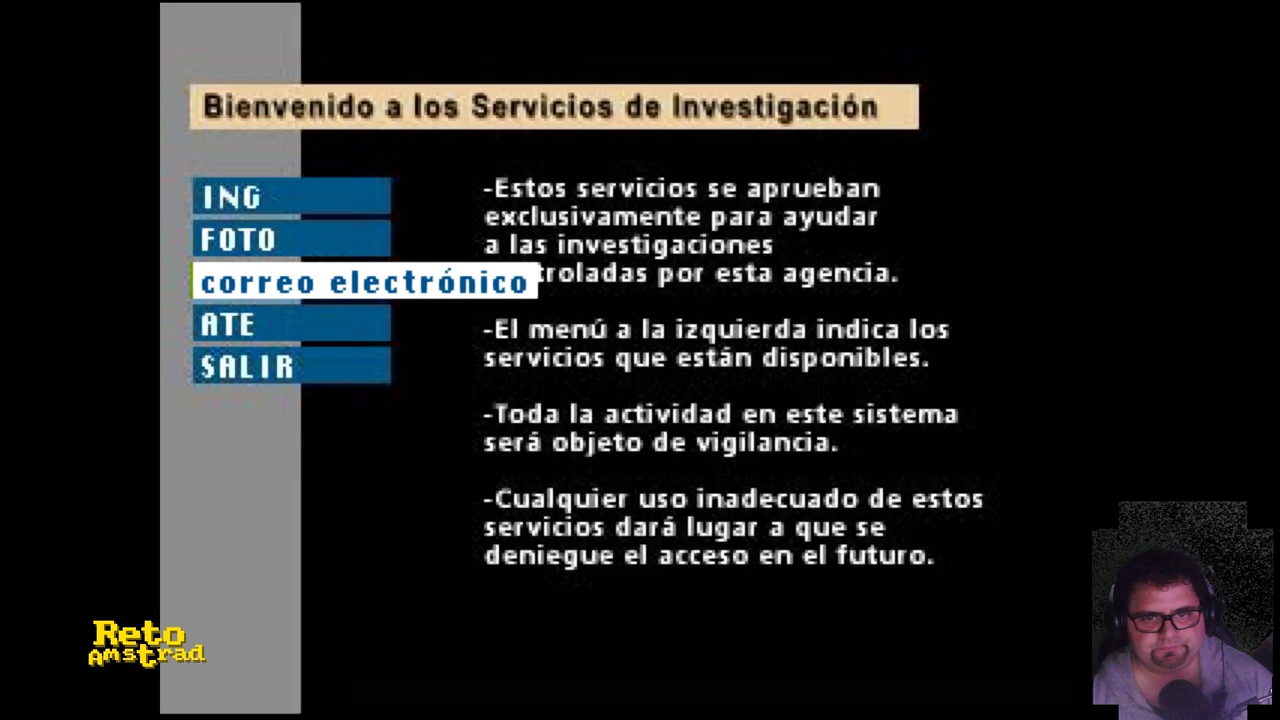 Bienvenido a los Servicios de Investigación
ING
FOTO
correo electrónico
ATE
SALIR
-Estos servicios se aprueban
exclusivamente para ayudar
a las investigaciones
troladas por esta agencia.
-El menú a la izquierda indica los
servicios que están disponibles.
-Toda la actividad en este sistema
será objeto de vigilancia.
-Cualquier uso inadecuado de estos
servicios dará lugar a que se
deniegue el acceso en el futuro.
Reto
Amstrad